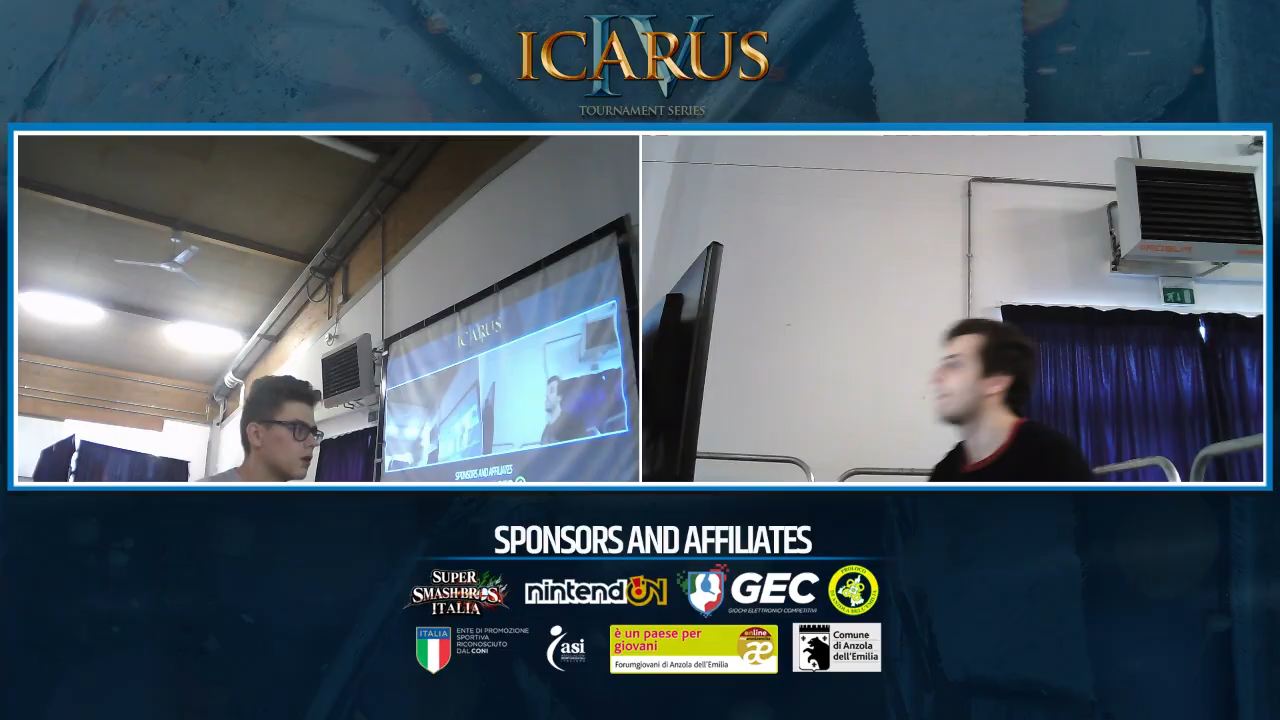 IV
ICARUS
TOURNAMENT SERIES
ICARUS
SPONSORS AND AFFILIATES
SPONSORS AND AFFILIATES
SUPER
SMASH BROS.
ITALIA
nintendON
GEC
GIOCHI ELETTRONICI COMPETITIVI
PROLOCO
ITALIA
ENTE DI PROMOZIONE
SPORTIVA
RICONOSCIUTO
DAL CONI
asi
è un paese per
giovani
Forumgiovani di Anzola dell'Emilia
anline
æ
Comune
di Anzola
dell'Emilia